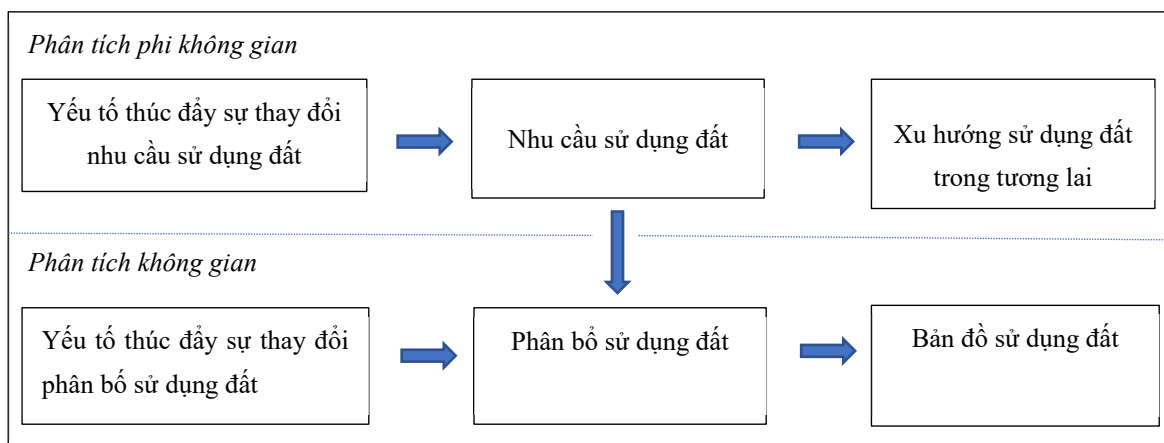 Phân tích phi không gian
Yếu tố thúc đẩy sự thay đổi
nhu cầu sử dụng đất
Nhu cầu sử dụng đất
Xu hướng sử dụng đất
trong tương lai
Phân tích không gian
Yếu tố thúc đẩy sự thay đổi
phân bố sử dụng đất
Phân bổ sử dụng đất
Bản đồ sử dụng đất